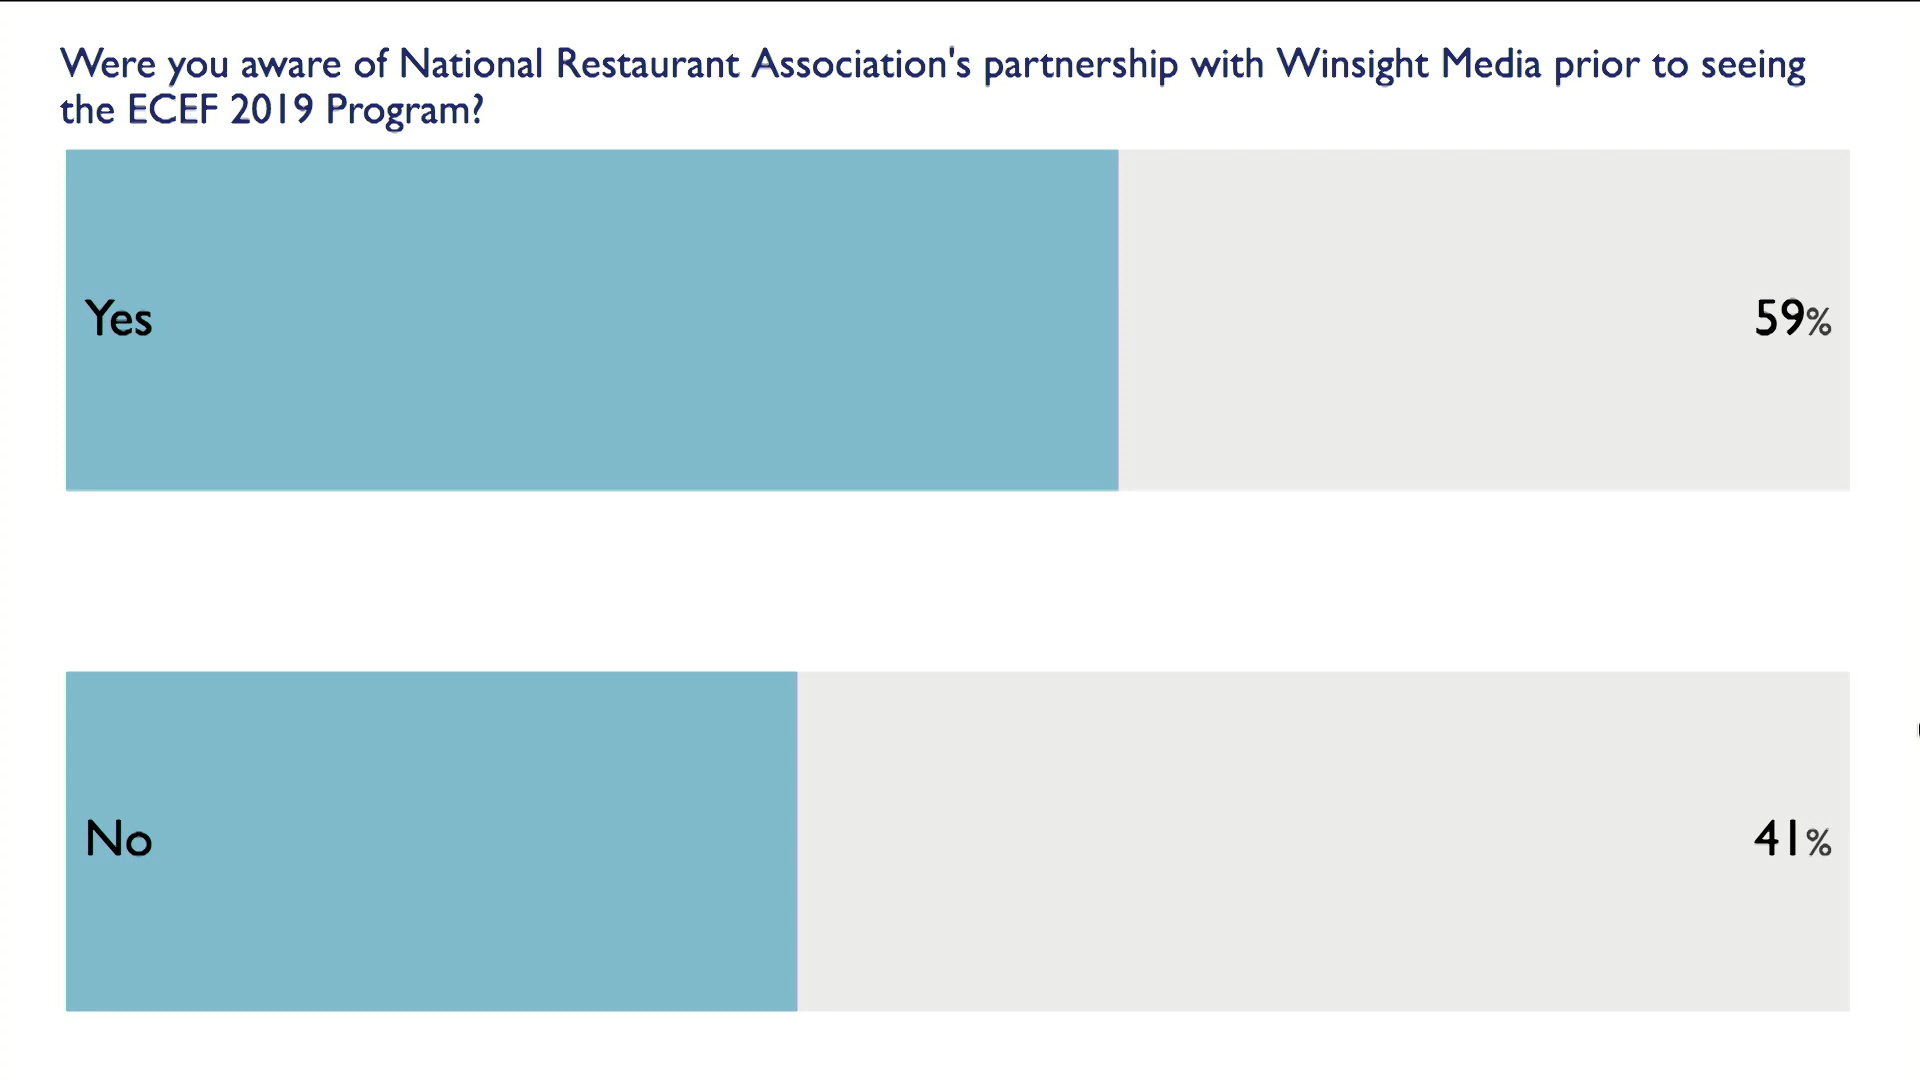 Were you aware of National Restaurant Association's partnership with Winsight Media prior to seeing
the ECEF 2019 Program?
Yes 59%
No 41%